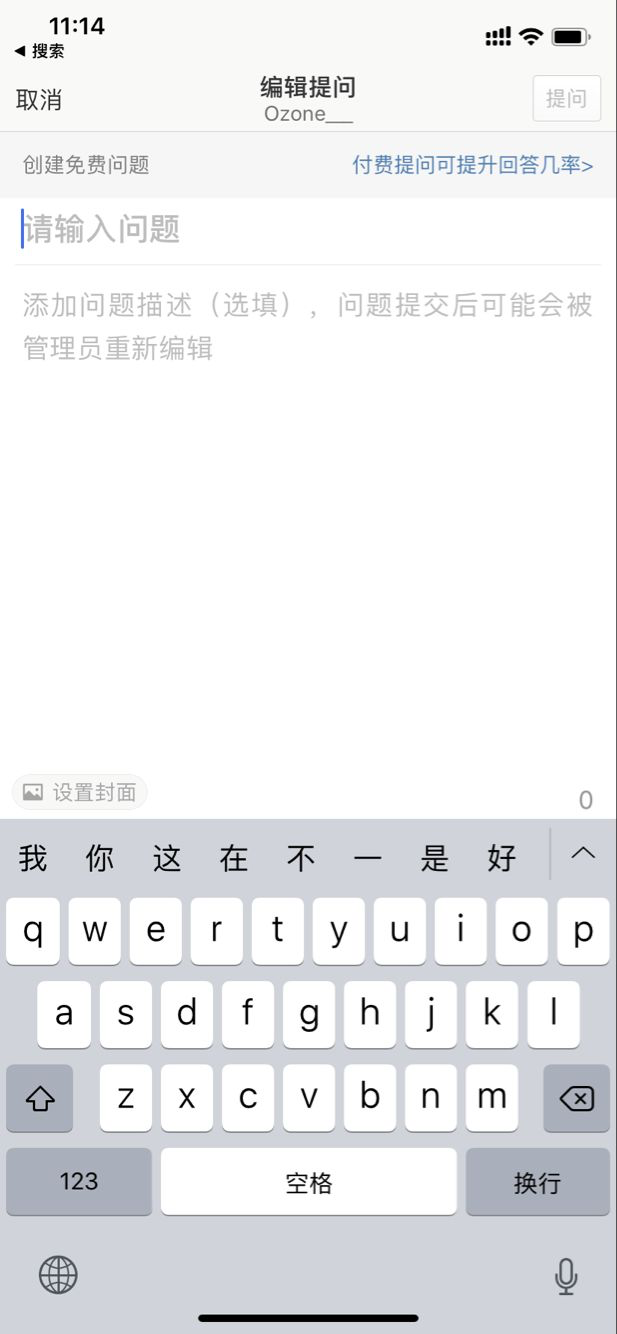 11:14
◀ 搜索
取消
编辑提问
Ozone___
提问
创建免费问题
付费提问可提升回答几率>
请输入问题
添加问题描述（选填），问题提交后可能会被
管理员重新编辑
设置封面
0
我 你 这 在 不 一 是 好
q w e r t y u i o p
a s d f g h j k l
z x c v b n m
123 空格 换行